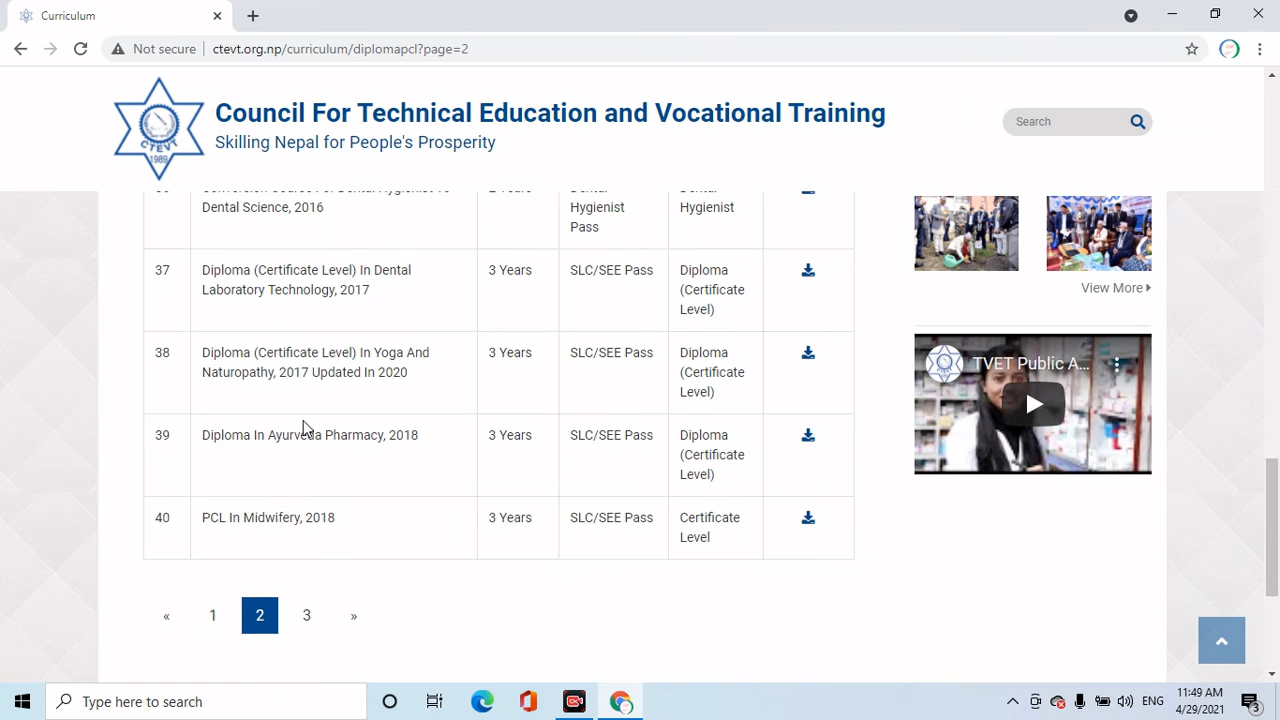 Curriculum
Not secure
ctevt.org.np/curriculum/diplomapcl?page=2
CTEVT
1989
Council For Technical Education and Vocational Training
Skilling Nepal for People's Prosperity
Search
Dental Science, 2016
Hygienist
Pass
Hygienist
37
Diploma (Certificate Level) In Dental
Laboratory Technology, 2017
3 Years
SLC/SEE Pass
Diploma
(Certificate
Level)
38
Diploma (Certificate Level) In Yoga And
Naturopathy, 2017 Updated In 2020
3 Years
SLC/SEE Pass
Diploma
(Certificate
Level)
39
Diploma In Ayurveda Pharmacy, 2018
3 Years
SLC/SEE Pass
Diploma
(Certificate
Level)
40
PCL In Midwifery, 2018
3 Years
SLC/SEE Pass
Certificate
Level
« 1 2 3 »
View More
TVET Public A...
Type here to search
ENG
11:49 AM
4/29/2021
3